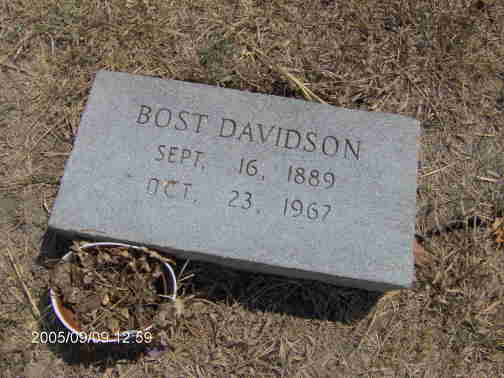 BOST DAVIDSON
SEPT. 16, 1889
OCT. 23, 1967
2005/09/09 12:59